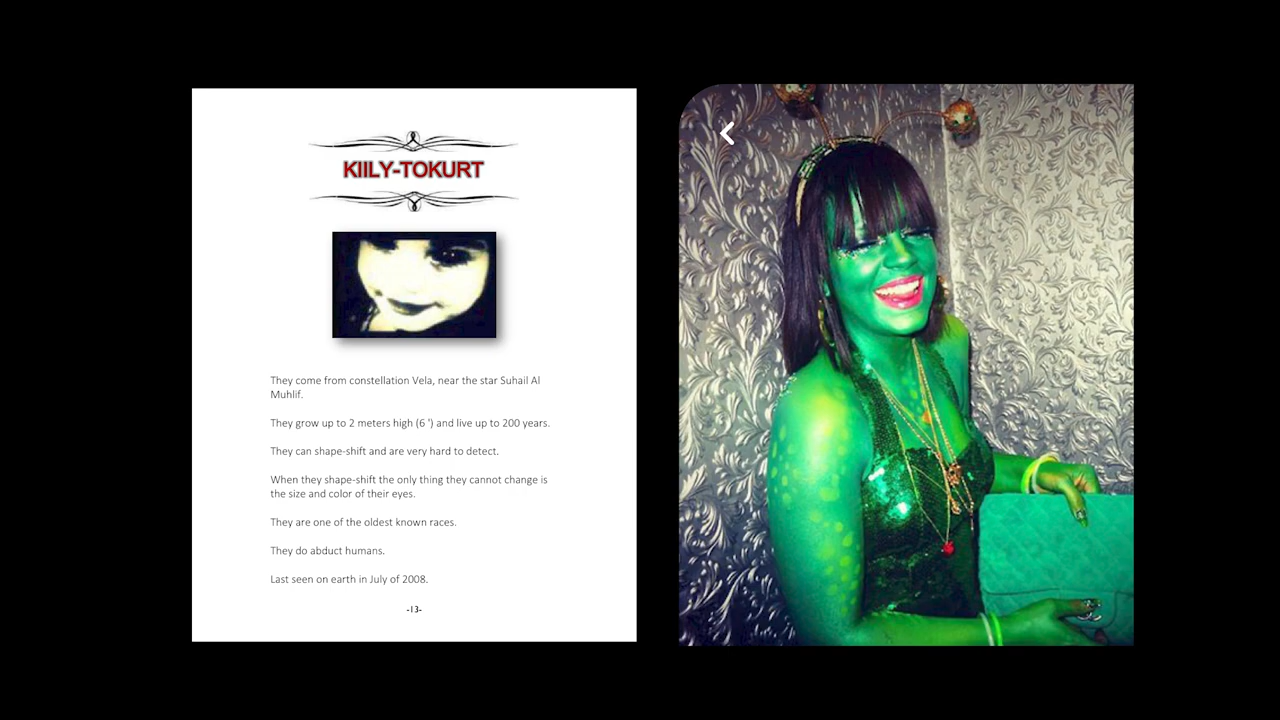 KIILY-TOKURT
They come from constellation Vela, near the star Suhail Al
Muhlif.
They grow up to 2 meters high (6 ') and live up to 200 years.
They can shape-shift and are very hard to detect.
When they shape-shift the only thing they cannot change is
the size and color of their eyes.
They are one of the oldest known races.
They do abduct humans.
Last seen on earth in July of 2008.
-13-